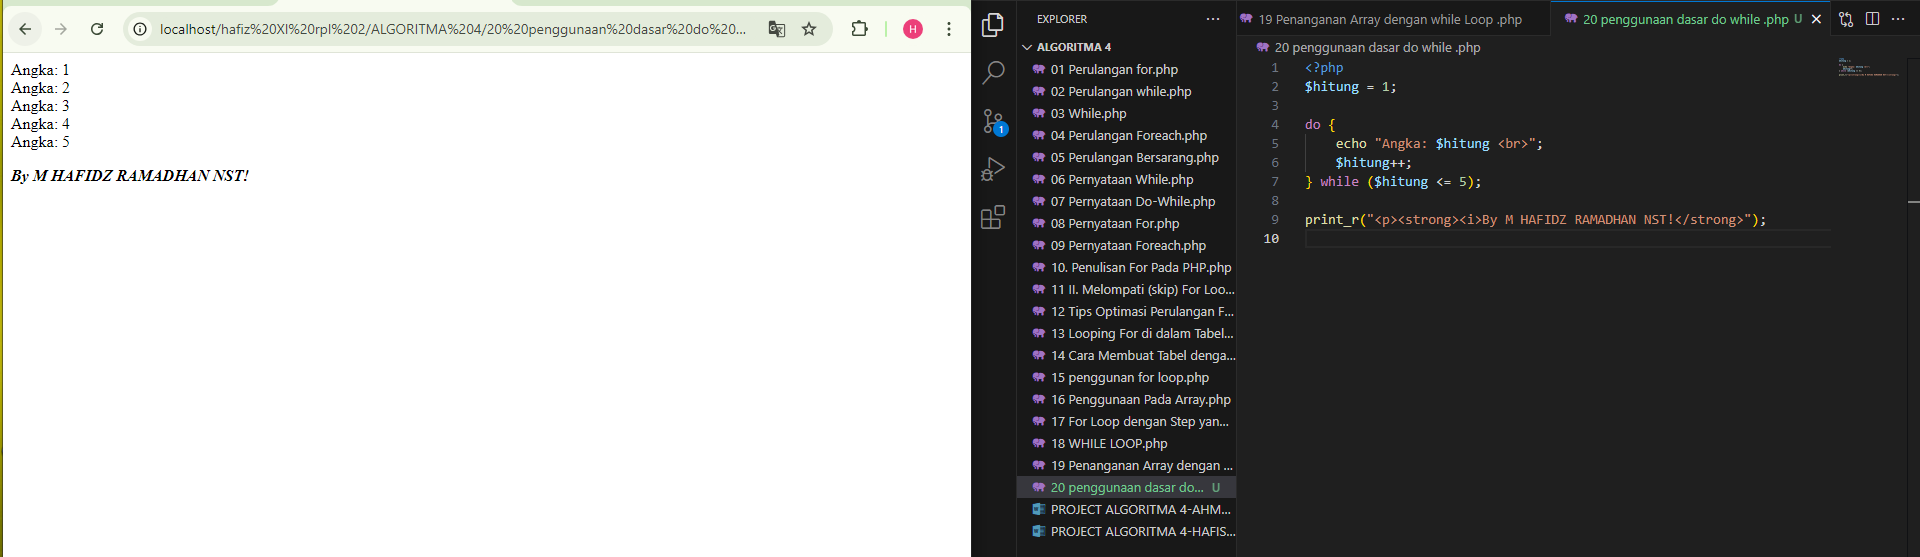 localhost/hafiz%20XI%20rpl%202/ALGORITMA%204/20%20penggunaan%20dasar%20do%20...
H
Angka: 1
Angka: 2
Angka: 3
Angka: 4
Angka: 5
By M HAFIDZ RAMADHAN NST!
1
EXPLORER
ALGORITMA 4
01 Perulangan for.php
02 Perulangan while.php
03 While.php
04 Perulangan Foreach.php
05 Perulangan Bersarang.php
06 Pernyataan While.php
07 Pernyataan Do-While.php
08 Pernyataan For.php
09 Pernyataan Foreach.php
10. Penulisan For Pada PHP.php
11 II. Melompati (skip) For Loo...
12 Tips Optimasi Perulangan F...
13 Looping For di dalam Tabel...
14 Cara Membuat Tabel denga...
15 penggunan for loop.php
16 Penggunaan Pada Array.php
17 For Loop dengan Step yan...
18 WHILE LOOP.php
19 Penanganan Array dengan ...
20 penggunaan dasar do... U
PROJECT ALGORITMA 4-AHM...
PROJECT ALGORITMA 4-HAFIS...
19 Penanganan Array dengan while Loop .php
20 penggunaan dasar do while .php U
20 penggunaan dasar do while .php
1 <?php
2 $hitung = 1;
3
4 do {
5 echo "Angka: $hitung <br>";
6 $hitung++;
7 } while ($hitung <= 5);
8
9 print_r("<p><strong><i>By M HAFIDZ RAMADHAN NST!</strong>");
10